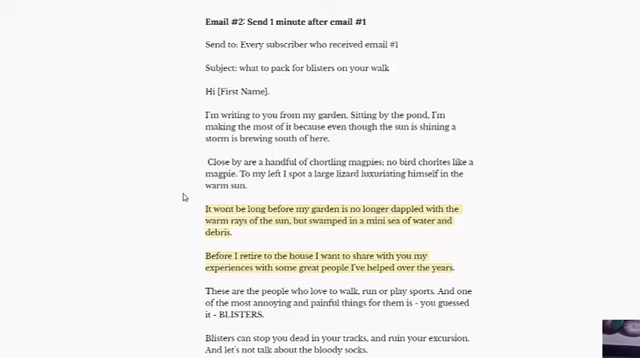 Email #2: Send 1 minute after email #1
Send to: Every subscriber who received email #1
Subject: what to pack for blisters on your walk
Hi [First Name].
I'm writing to you from my garden. Sitting by the pond, I'm
making the most of it because even though the sun is shining a
storm is brewing south of here.
Close by are a handful of chortling magpies; no bird chorltes like a
magpie. To my left I spot a large lizard luxuriating himself in the
warm sun.
It wont be long before my garden is no longer dappled with the
warm rays of the sun, but swamped in a mini sea of water and
debris.
Before I retire to the house I want to share with you my
experiences with some great people I've helped over the years.
These are the people who love to walk, run or play sports. And one
of the most annoying and painful things for them is - you guessed
it - BLISTERS.
Blisters can stop you dead in your tracks, and ruin your excursion.
And let's not talk about the bloody socks.